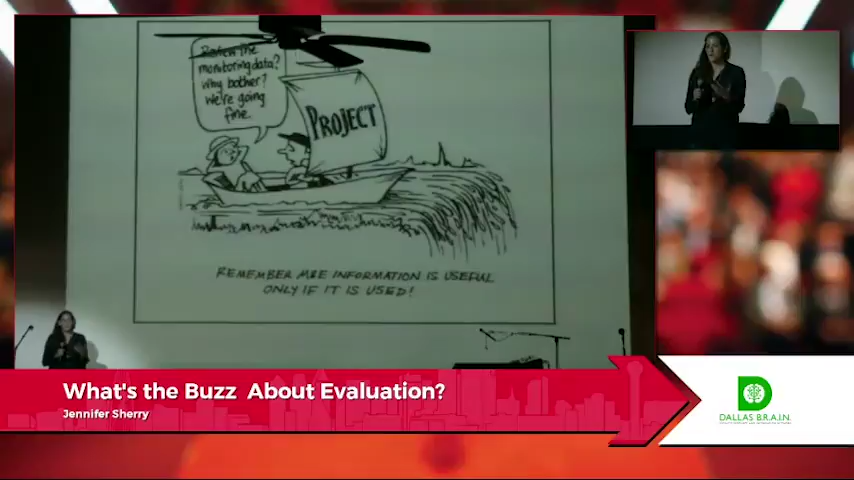 Review the
monitoring data?
why bother?
we're going
fine.
PROJECT
REMEMBER M&E INFORMATION IS USEFUL
ONLY IF IT IS USED!
What's the Buzz About Evaluation?
Jennifer Sherry
D
DALLAS B.R.A.I.N.